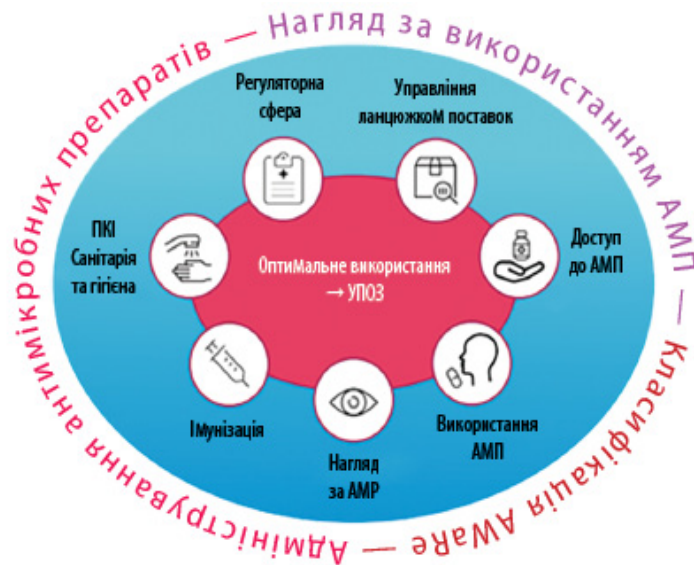 Адміністрування антимікробних препаратів — Нагляд за використанням АМП — Класифікація AWaRe —
Регуляторна
сфера
Управління
ланцюжком поставок
ПКІ
Санітарія
та гігієна
Оптимальне використання
→ УПОЗ
Доступ
до АМП
Імунізація
Нагляд
за АМР
Використання
АМП